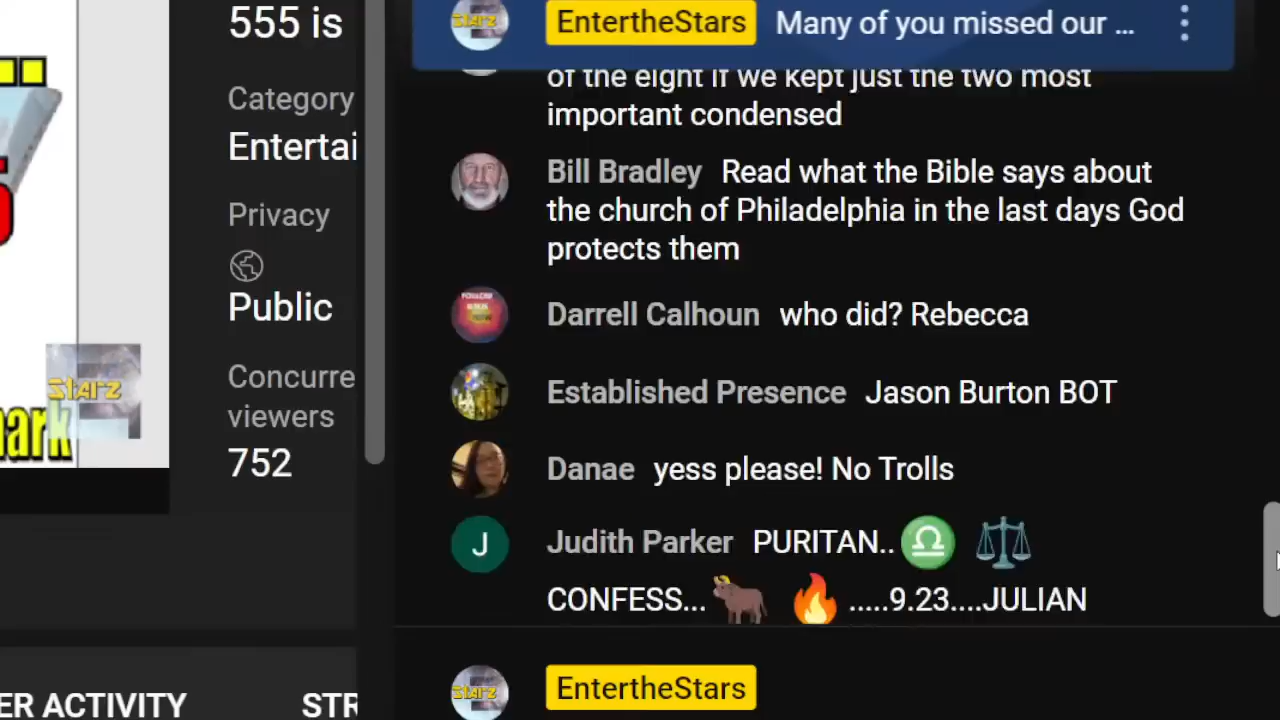 555 is
Category
Entertai
Privacy
Public
Concurre
viewers
752
Starz
ark
ER ACTIVITY
STR
EntertheStars Many of you missed our ...
of the eight if we kept just the two most
important condensed
Bill Bradley Read what the Bible says about
the church of Philadelphia in the last days God
protects them
Darrell Calhoun who did? Rebecca
Established Presence Jason Burton BOT
Danae yess please! No Trolls
J Judith Parker PURITAN..♎ ⚖️
CONFESS...🐂 🔥.....9.23....JULIAN
EntertheStars